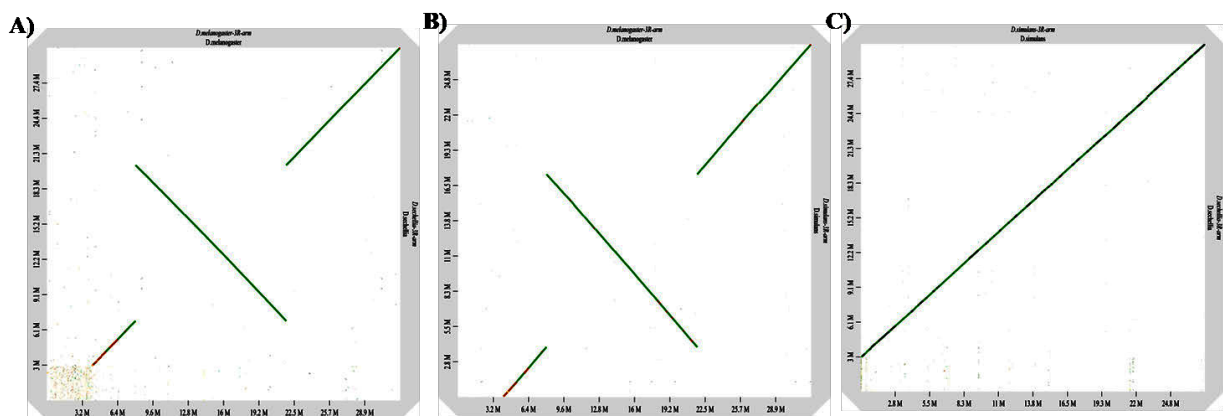 A)
D.melanogaster-3R-arm
D.melanogaster
27.4 M
24.4 M
21.3 M
18.3 M
15.2 M
12.2 M
9.1 M
6.1 M
3 M
D.sechellia-3R-arm
D.sechellia
3.2 M 6.4 M 9.6 M 12.8 M 16 M 19.2 M 22.5 M 25.7 M 28.9 M
B)
D.melanogaster-3R-arm
D.melanogaster
24.8 M
22 M
19.3 M
16.5 M
13.8 M
11 M
8.3 M
5.5 M
2.8 M
D.simulans-3R-arm
D.simulans
3.2 M 6.4 M 9.6 M 12.8 M 16 M 19.2 M 22.5 M 25.7 M 28.9 M
C)
D.simulans-3R-arm
D.simulans
27.4 M
24.4 M
21.3 M
18.3 M
15.2 M
12.2 M
9.1 M
6.1 M
3 M
D.sechellia-3R-arm
D.sechellia
2.8 M 5.5 M 8.3 M 11 M 13.8 M 16.5 M 19.3 M 22 M 24.8 M